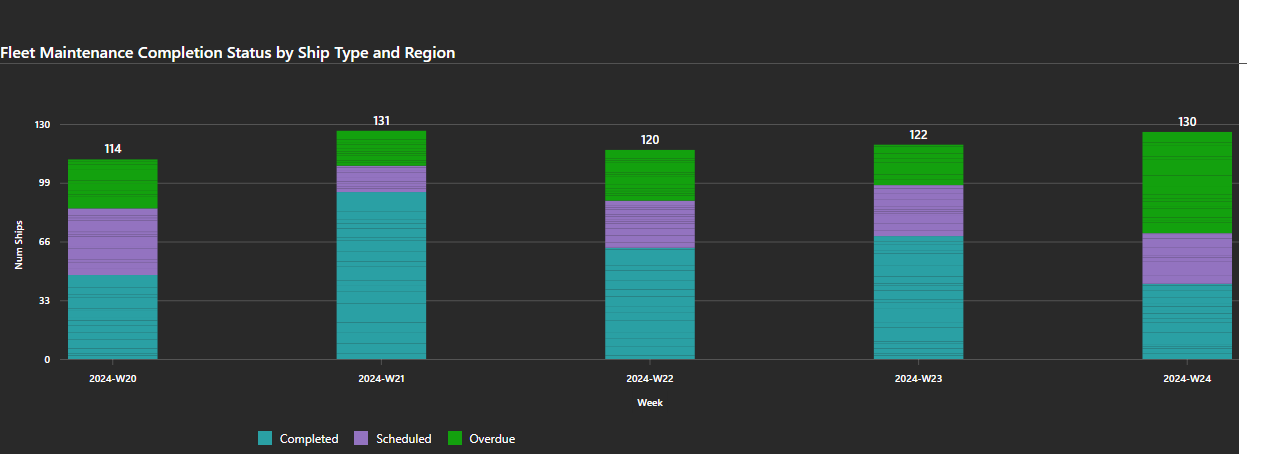 Fleet Maintenance Completion Status by Ship Type and Region
130
99
66
33
0
Num Ships
114
131
120
122
130
2024-W20
2024-W21
2024-W22
2024-W23
2024-W24
Week
Completed
Scheduled
Overdue